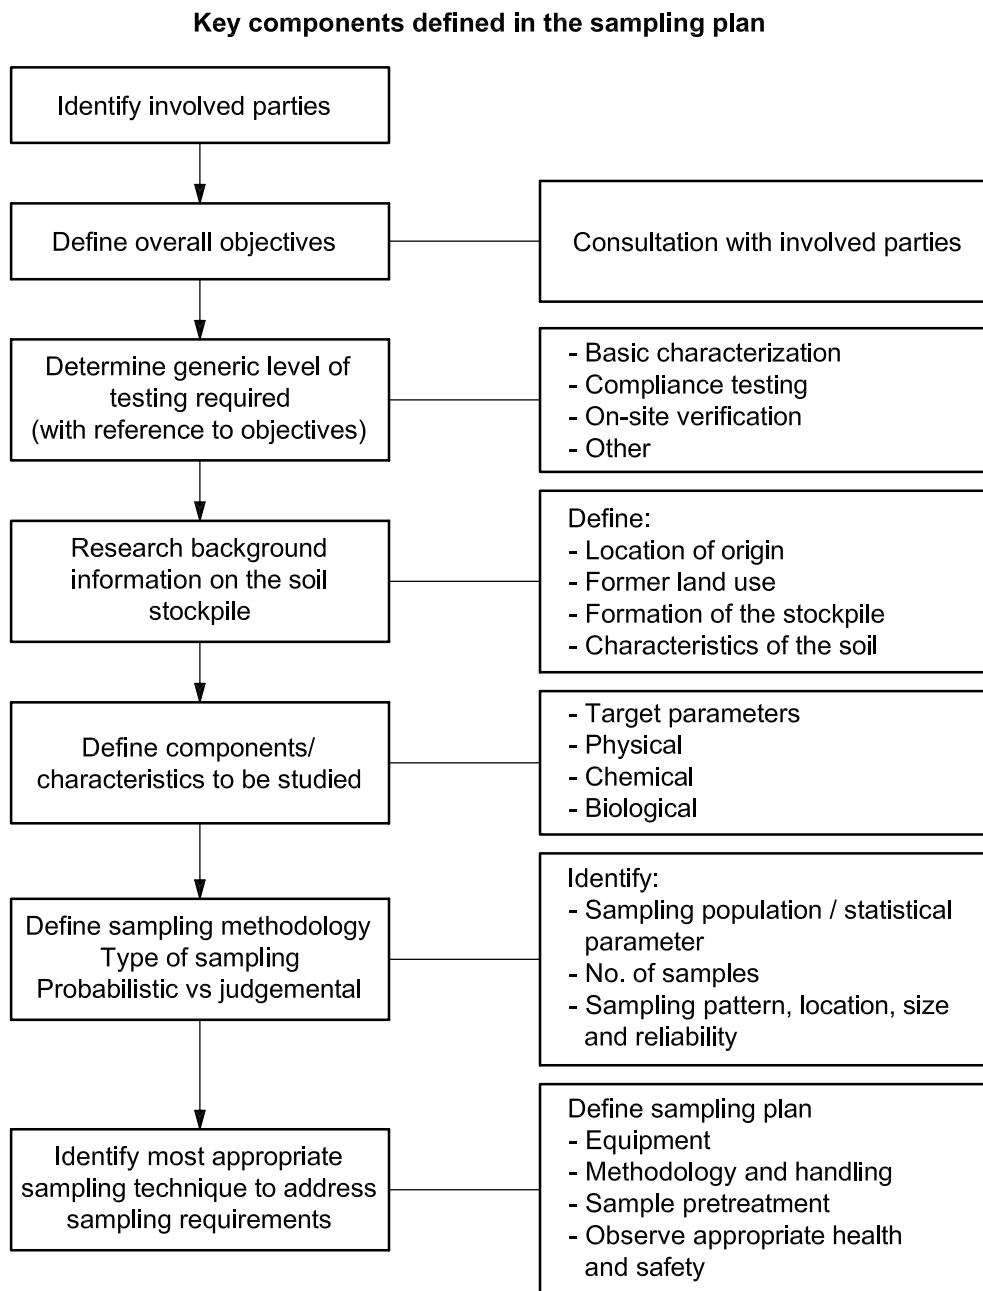 Key components defined in the sampling plan
Identify involved parties
Define overall objectives
Consultation with involved parties
Determine generic level of
testing required
(with reference to objectives)
- Basic characterization
- Compliance testing
- On-site verification
- Other
Research background
information on the soil
stockpile
Define:
- Location of origin
- Former land use
- Formation of the stockpile
- Characteristics of the soil
Define components/
characteristics to be studied
- Target parameters
- Physical
- Chemical
- Biological
Define sampling methodology
Type of sampling
Probabilistic vs judgemental
Identify:
- Sampling population / statistical
parameter
- No. of samples
- Sampling pattern, location, size
and reliability
Identify most appropriate
sampling technique to address
sampling requirements
Define sampling plan
- Equipment
- Methodology and handling
- Sample pretreatment
- Observe appropriate health
and safety